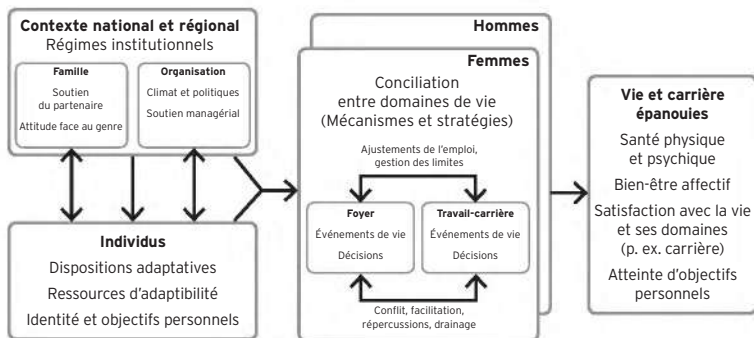 Contexte national et régional
Régimes institutionnels
Famille
Soutien
du partenaire
Attitude face au genre
Organisation
Climat et politiques
Soutien managérial
Individus
Dispositions adaptatives
Ressources d'adaptibilité
Identité et objectifs personnels
Hommes
Femmes
Conciliation
entre domaines de vie
(Mécanismes et stratégies)
Ajustements de l'emploi,
gestion des limites
Foyer
Événements de vie
Décisions
Travail-carrière
Événements de vie
Décisions
Conflit, facilitation,
répercussions, drainage
Vie et carrière
épanouies
Santé physique
et psychique
Bien-être affectif
Satisfaction avec la vie
et ses domaines
(p. ex. carrière)
Atteinte d'objectifs
personnels